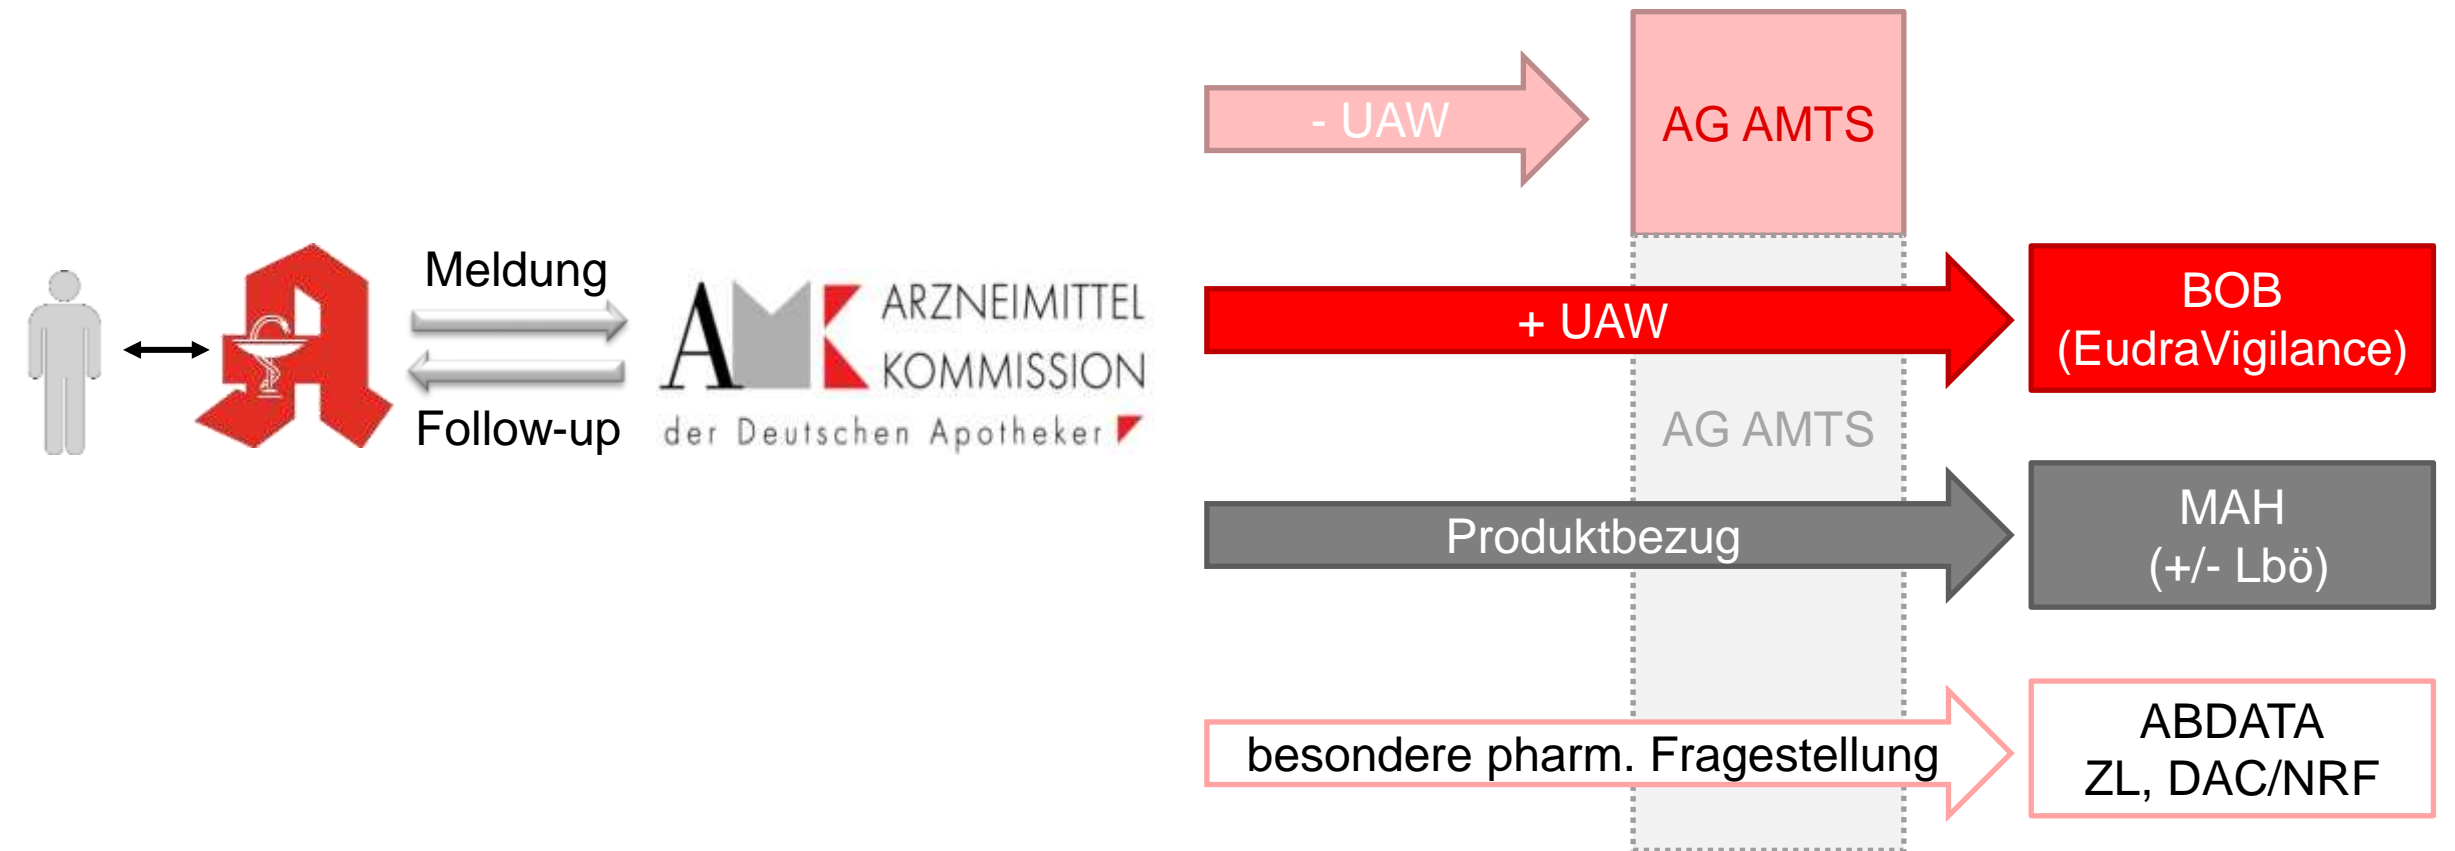 Meldung
Follow-up
AMK
ARZNEIMITTEL
KOMMISSION
der Deutschen Apotheker
- UAW
AG AMTS
+ UAW
BOB
(EudraVigilance)
AG AMTS
Produktbezug
MAH
(+/- Lbö)
besondere pharm. Fragestellung
ABDATA
ZL, DAC/NRF